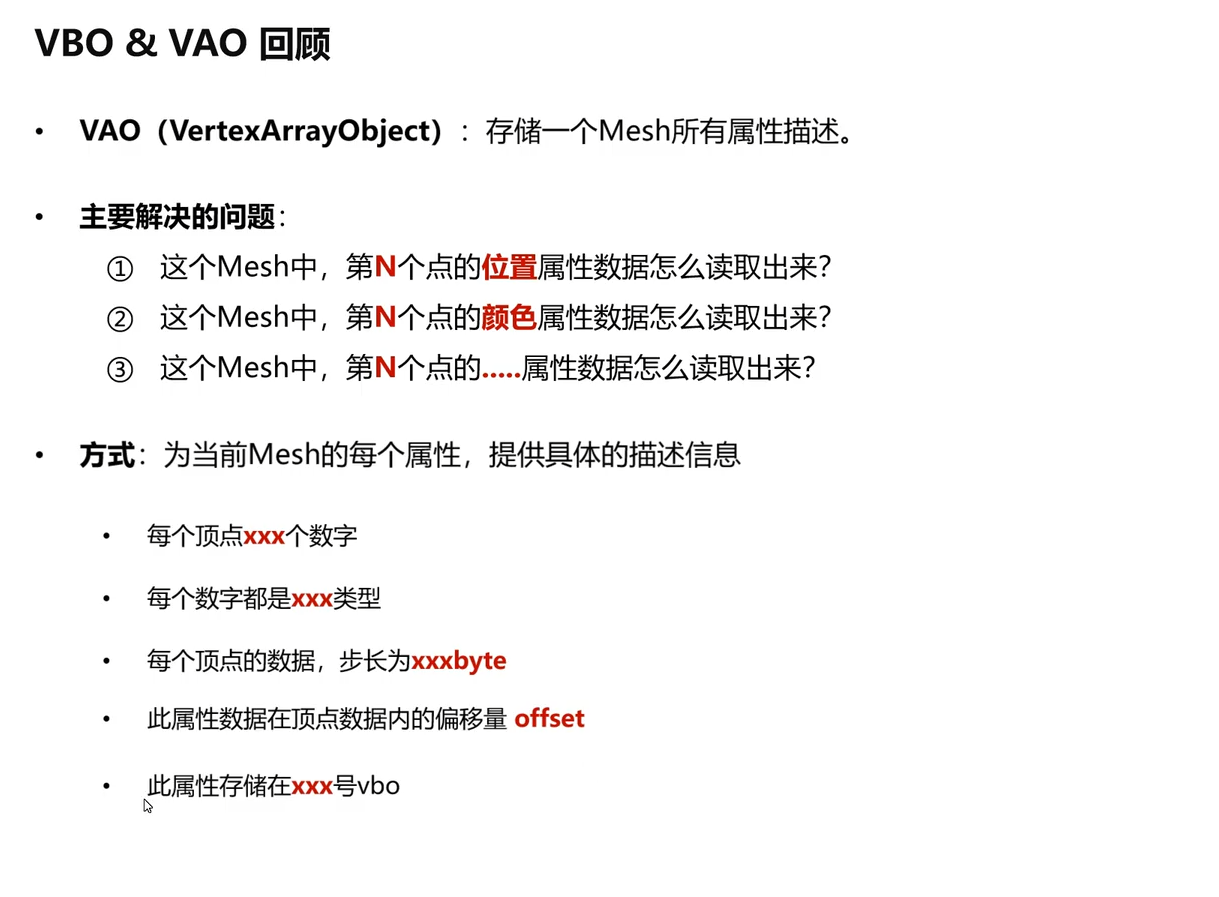 VBO & VAO 回顾
• VAO（VertexArrayObject）：存储一个Mesh所有属性描述。
• 主要解决的问题：
① 这个Mesh中，第N个点的位置属性数据怎么读取出来？
② 这个Mesh中，第N个点的颜色属性数据怎么读取出来？
③ 这个Mesh中，第N个点的.....属性数据怎么读取出来？
• 方式：为当前Mesh的每个属性，提供具体的描述信息
• 每个顶点xxx个数字
• 每个数字都是xxx类型
• 每个顶点的数据，步长为xxxbyte
• 此属性数据在顶点数据内的偏移量 offset
• 此属性存储在xxx号vbo